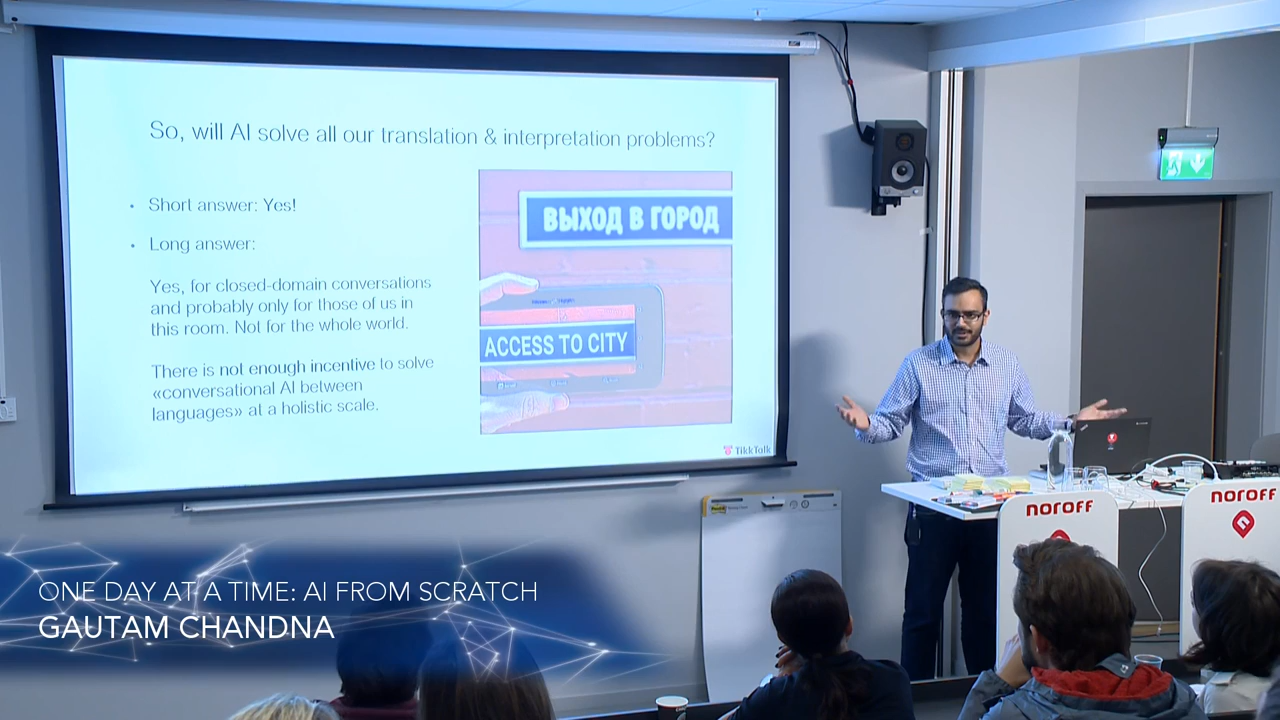 So, will AI solve all our translation & interpretation problems?
• Short answer: Yes!
• Long answer:
Yes, for closed-domain conversations
and probably only for those of us in
this room. Not for the whole world.
There is not enough incentive to solve
«conversational AI between
languages» at a holistic scale.
ВЫХОД В ГОРОД
ACCESS TO CITY
TikkTalk
noroff
noroff
Post-it
ONE DAY AT A TIME: AI FROM SCRATCH
GAUTAM CHANDNA